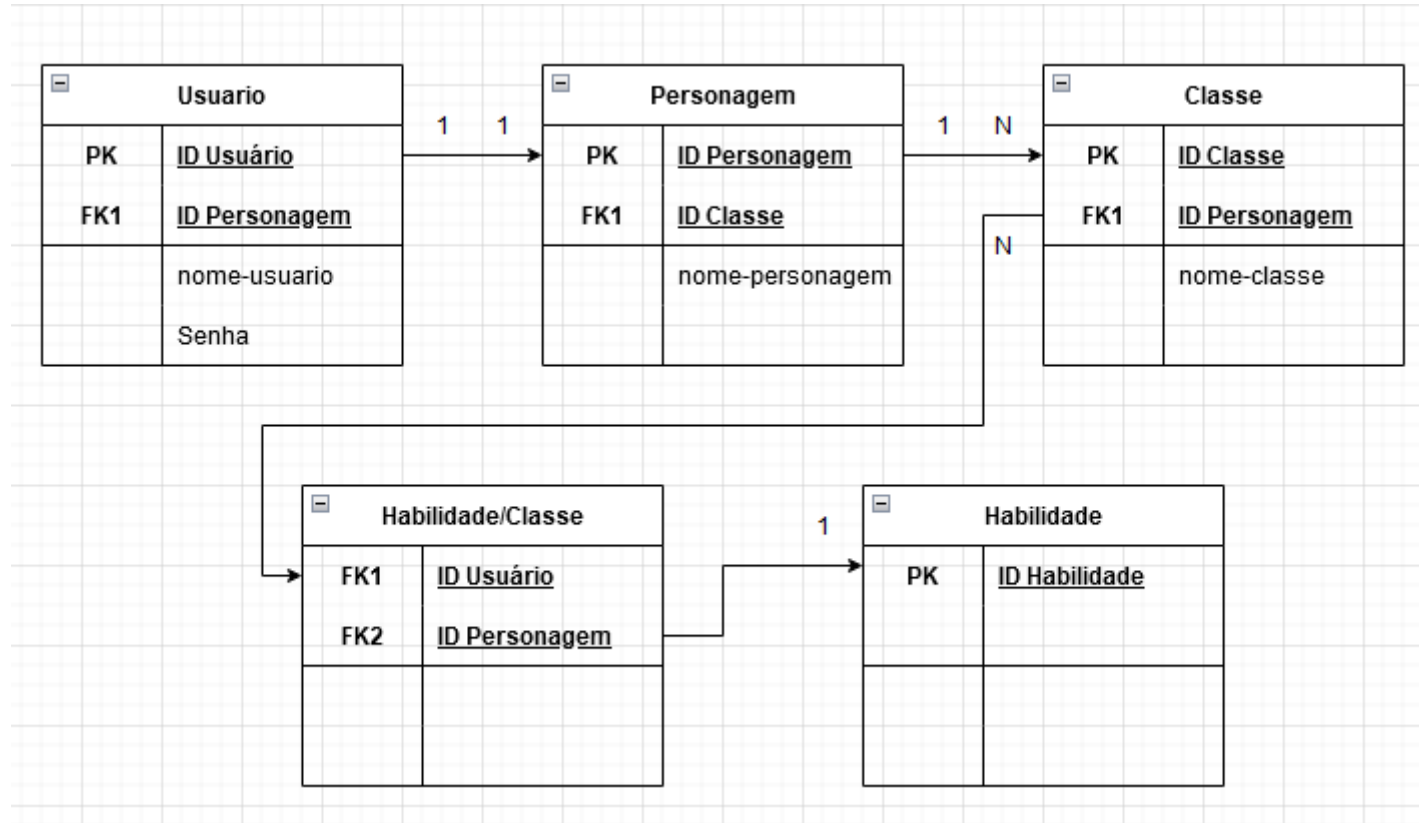 Usuario
PK ID Usuário
FK1 ID Personagem
nome-usuario
Senha
1 1
Personagem
PK ID Personagem
FK1 ID Classe
nome-personagem
1 N
Classe
PK ID Classe
FK1 ID Personagem
nome-classe
N
Habilidade/Classe
FK1 ID Usuário
FK2 ID Personagem
1
Habilidade
PK ID Habilidade